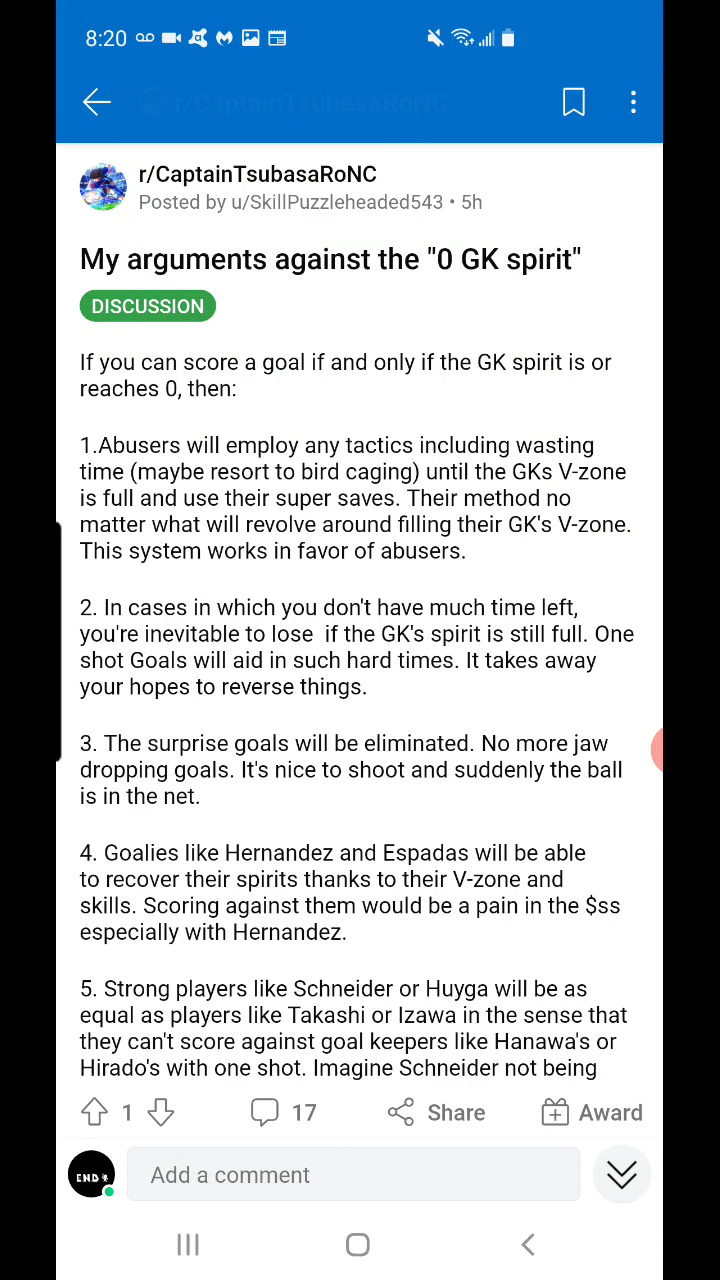 8:20
r/CaptainTsubasaRoNC
r/CaptainTsubasaRoNC
Posted by u/SkillPuzzleheaded543 • 5h
My arguments against the "0 GK spirit"
DISCUSSION
If you can score a goal if and only if the GK spirit is or
reaches 0, then:
1.Abusers will employ any tactics including wasting
time (maybe resort to bird caging) until the GKs V-zone
is full and use their super saves. Their method no
matter what will revolve around filling their GK's V-zone.
This system works in favor of abusers.
2. In cases in which you don't have much time left,
you're inevitable to lose  if the GK's spirit is still full. One
shot Goals will aid in such hard times. It takes away
your hopes to reverse things.
3. The surprise goals will be eliminated. No more jaw
dropping goals. It's nice to shoot and suddenly the ball
is in the net.
4. Goalies like Hernandez and Espadas will be able
to recover their spirits thanks to their V-zone and
skills. Scoring against them would be a pain in the $ss
especially with Hernandez.
5. Strong players like Schneider or Huyga will be as
equal as players like Takashi or Izawa in the sense that
they can't score against goal keepers like Hanawa's or
Hirado's with one shot. Imagine Schneider not being
1 17 Share Award
END
Add a comment